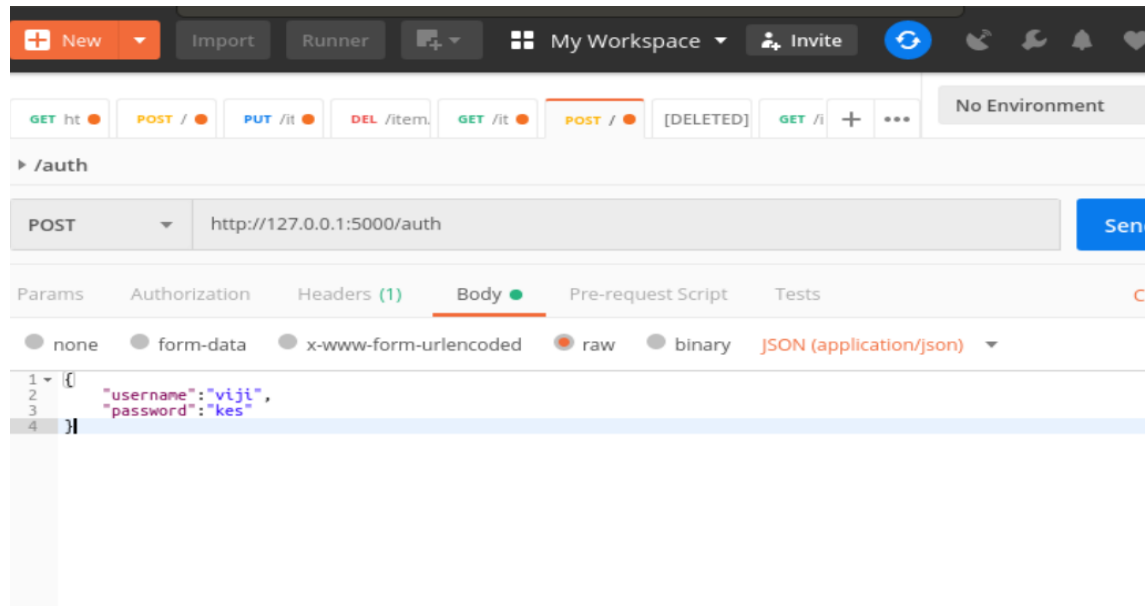 New Import Runner My Workspace Invite
GET ht POST / PUT /it DEL /item. GET /it POST / [DELETED] GET /i + ••• No Environment
/auth
POST http://127.0.0.1:5000/auth Send
Params Authorization Headers (1) Body Pre-request Script Tests C
none form-data x-www-form-urlencoded raw binary JSON (application/json)
1 {
2 "username":"viji",
3 "password":"kes"
4 }